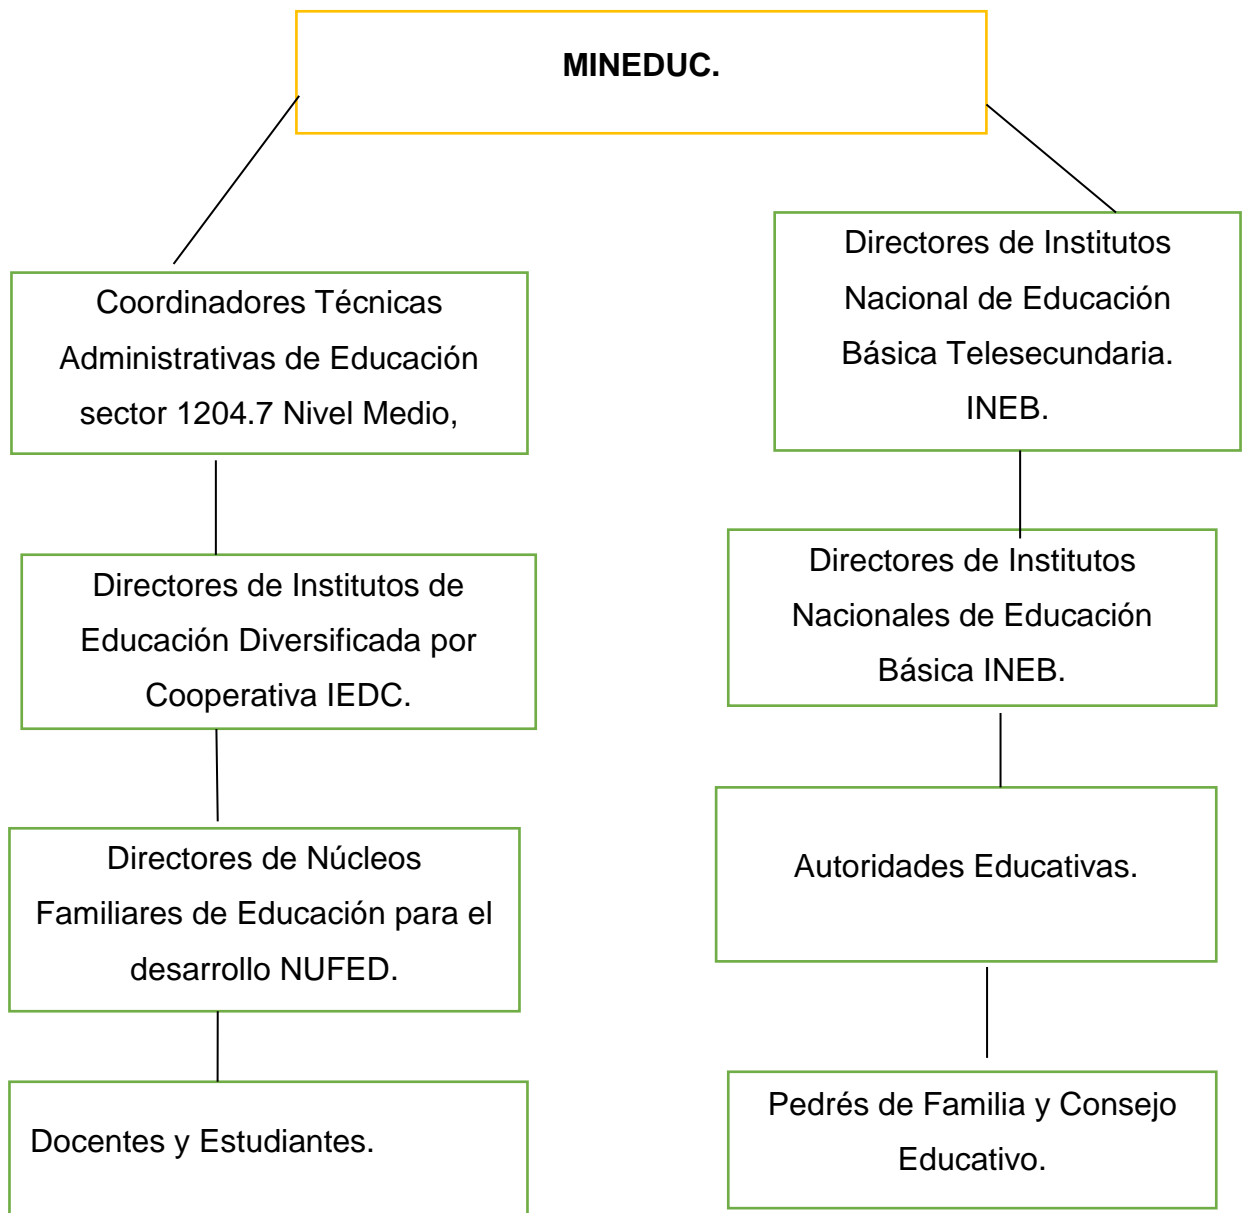 MINEDUC.
Coordinadores Técnicas
Administrativas de Educación
sector 1204.7 Nivel Medio,
Directores de Institutos de
Educación Diversificada por
Cooperativa IEDC.
Directores de Núcleos
Familiares de Educación para el
desarrollo NUFED.
Docentes y Estudiantes.
Directores de Institutos
Nacional de Educación
Básica Telesecundaria.
INEB.
Directores de Institutos
Nacionales de Educación
Básica INEB.
Autoridades Educativas.
Pedrés de Familia y Consejo
Educativo.